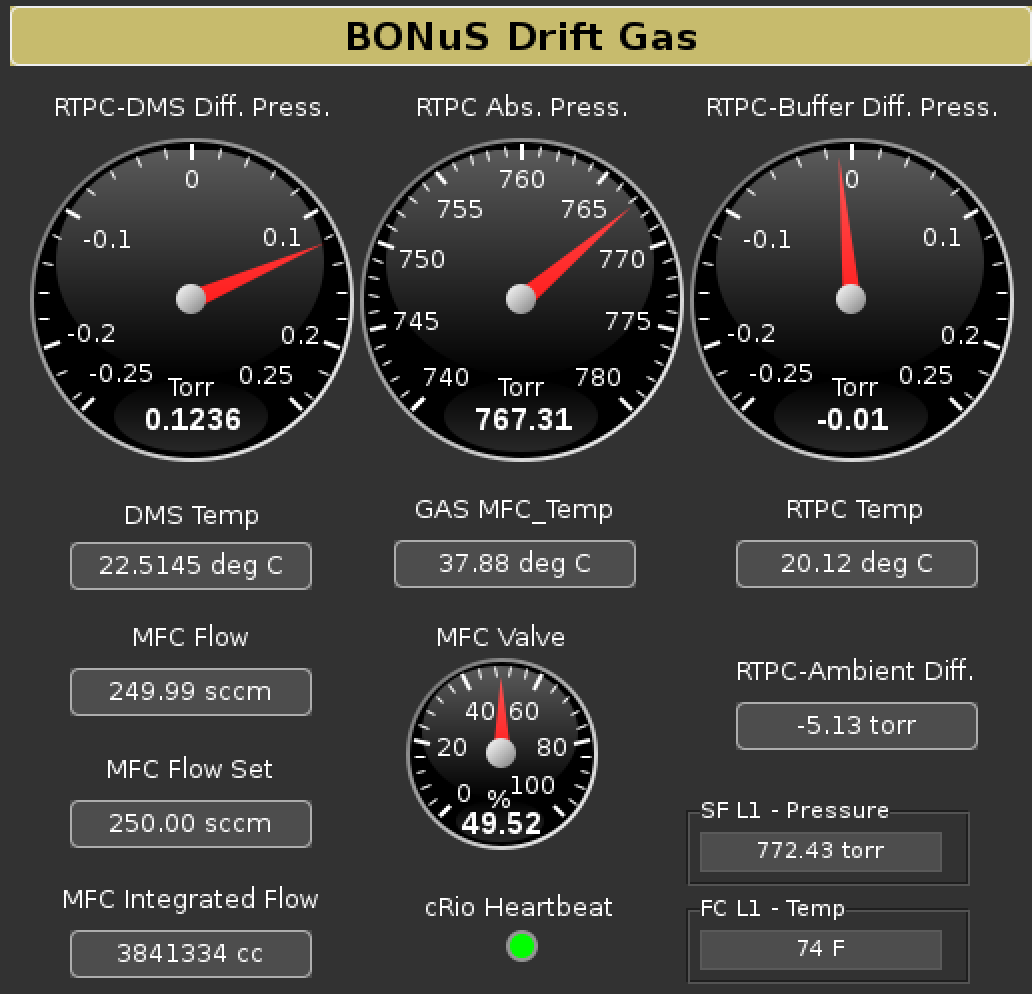 BONuS Drift Gas
RTPC-DMS Diff. Press.
0
-0.1
0.1
-0.2
0.2
-0.25
0.25
Torr
0.1236
RTPC Abs. Press.
760
755
765
750
770
745
775
740
780
Torr
767.31
RTPC-Buffer Diff. Press.
0
-0.1
0.1
-0.2
0.2
-0.25
0.25
Torr
-0.01
DMS Temp
22.5145 deg C
GAS MFC_Temp
37.88 deg C
RTPC Temp
20.12 deg C
MFC Flow
249.99 sccm
MFC Flow Set
250.00 sccm
MFC Integrated Flow
3841334 cc
MFC Valve
40 60
20 80
0 100
%
49.52
cRio Heartbeat
RTPC-Ambient Diff.
-5.13 torr
SF L1 - Pressure
772.43 torr
FC L1 - Temp
74 F